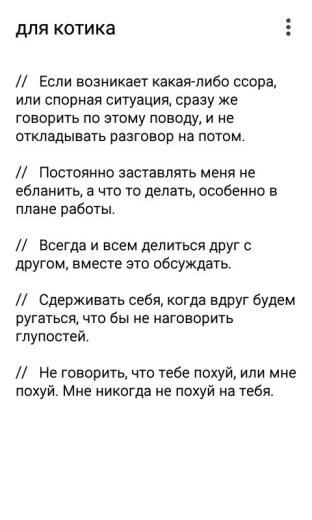 для котика
// Если возникает какая-либо ссора,
или спорная ситуация, сразу же
говорить по этому поводу, и не
откладывать разговор на потом.
// Постоянно заставлять меня не
ебланить, а что то делать, особенно в
плане работы.
// Всегда и всем делиться друг с
другом, вместе это обсуждать.
// Сдерживать себя, когда вдруг будем
ругаться, что бы не наговорить
глупостей.
// Не говорить, что тебе похуй, или мне
похуй. Мне никогда не похуй на тебя.